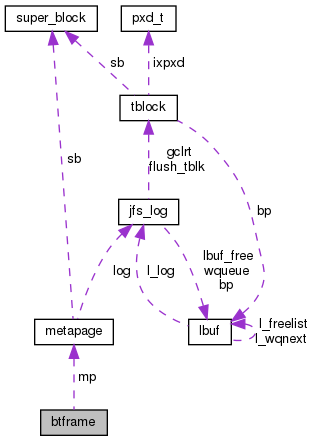 super_block
pxd_t
sb
ixpxd
tblock
gclrt
flush_tblk
sb
bp
jfs_log
lbuf_free
wqueue
bp
log
l_log
metapage
lbuf
l_freelist
l_wqnext
mp
btframe